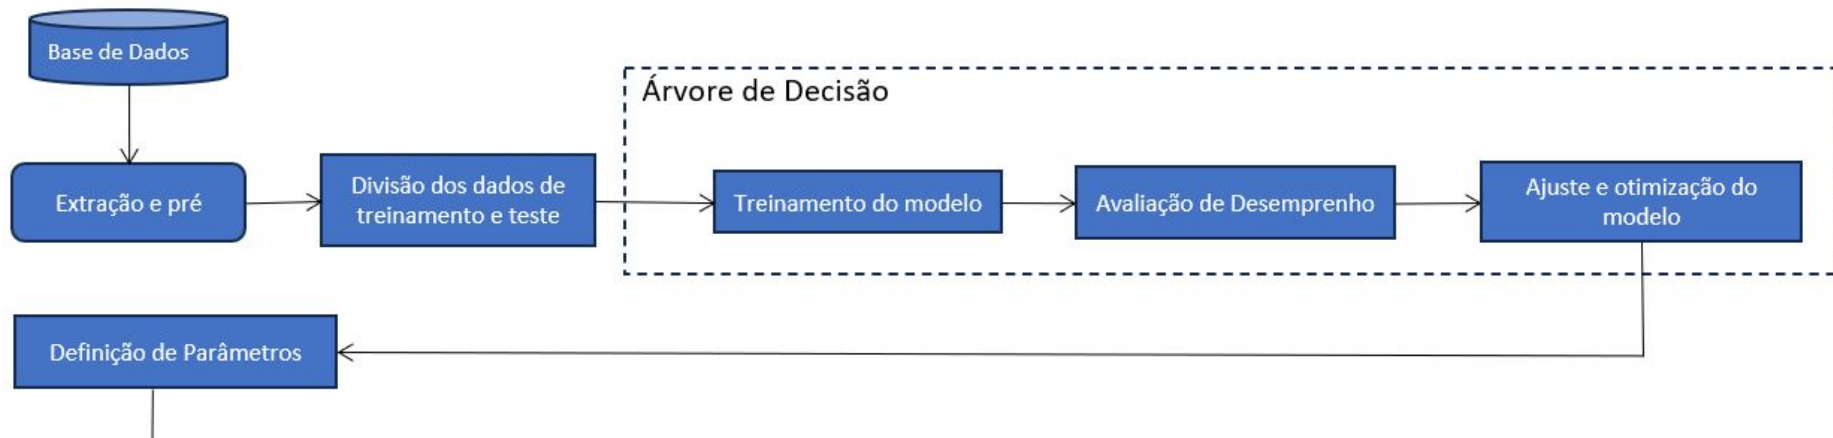 Base de Dados
Árvore de Decisão
Extração e pré
Divisão dos dados de
treinamento e teste
Treinamento do modelo
Avaliação de Desemprenho
Ajuste e otimização do
modelo
Definição de Parâmetros